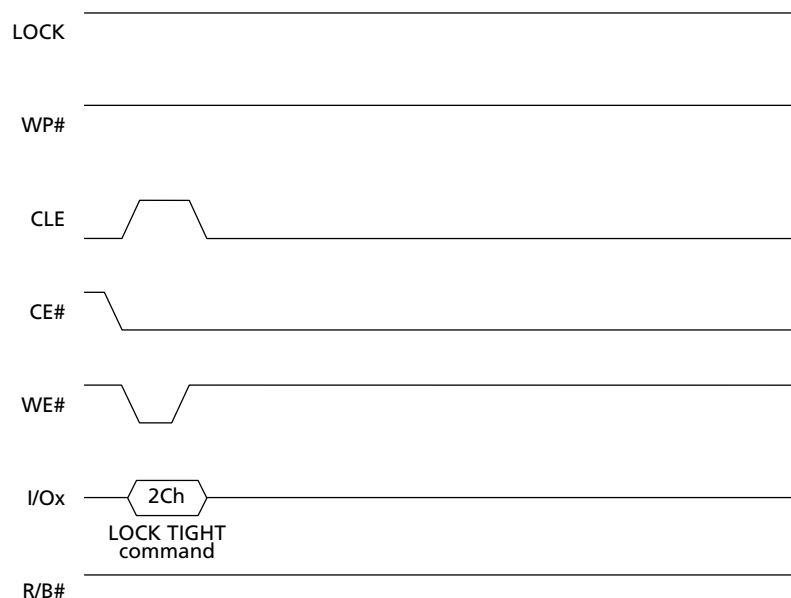 LOCK
WP#
CLE
CE#
WE#
I/Ox
2Ch
LOCK TIGHT
command
R/B#